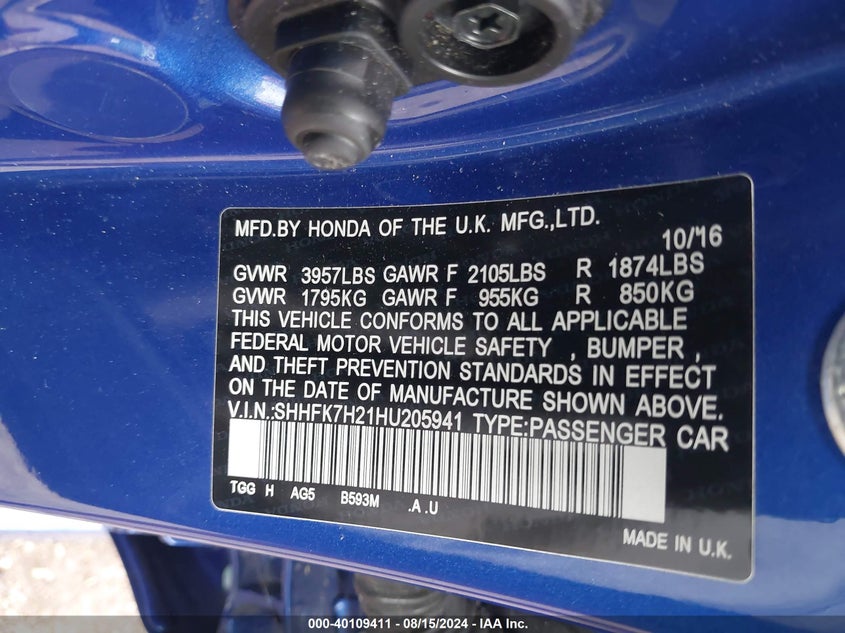 MFD.BY HONDA OF THE U.K. MFG.,LTD.
10/16
GVWR 3957LBS GAWR F 2105LBS R 1874LBS
GVWR 1795KG GAWR F 955KG R 850KG
THIS VEHICLE CONFORMS TO ALL APPLICABLE
FEDERAL MOTOR VEHICLE SAFETY , BUMPER ,
AND THEFT PREVENTION STANDARDS IN EFFECT
ON THE DATE OF MANUFACTURE SHOWN ABOVE.
V.I.N.:SHHFK7H21HU205941 TYPE:PASSENGER CAR
TGG H AG5 B593M .A .U
MADE IN U.K.
000-40109411 - 08/15/2024 - IAA Inc.